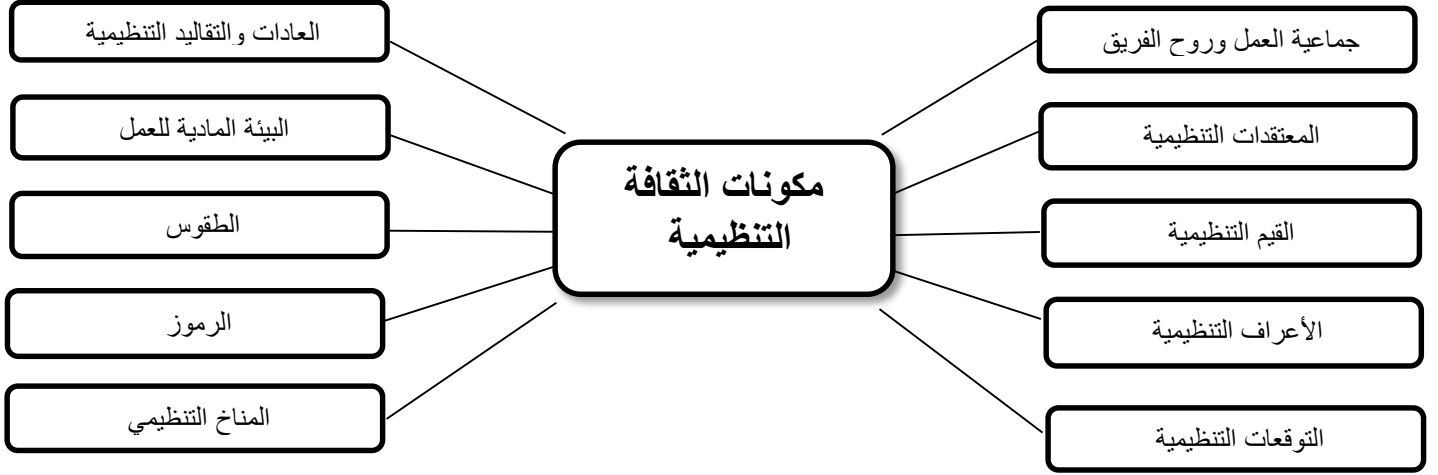 مكونات الثقافة
التنظيمية
جماعية العمل وروح الفريق
المعتقدات التنظيمية
القيم التنظيمية
الأعراف التنظيمية
التوقعات التنظيمية
العادات والتقاليد التنظيمية
البيئة المادية للعمل
الطقوس
الرموز
المناخ التنظيمي